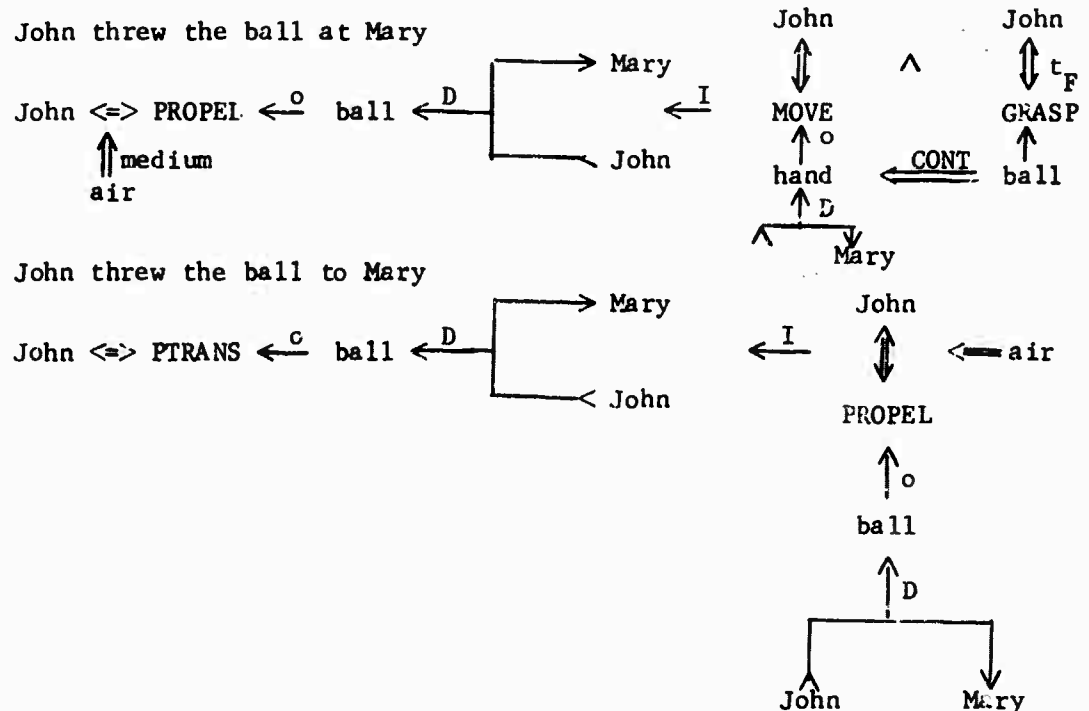 John threw the ball at Mary
John John
Mary ∧ t_F
John <=> PROPEL o ball D I MOVE GRASP
medium John o
air hand CONT ball
D
Mary
John threw the ball to Mary
Mary John
John <=> PTRANS o ball D I air
John
PROPEL
o
ball
D
John Mary